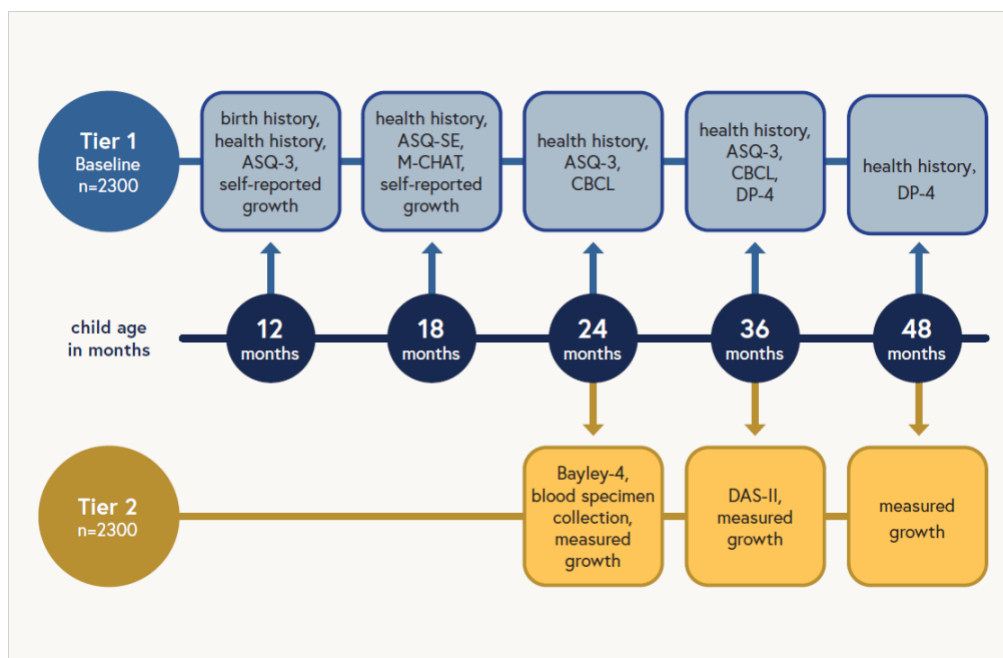 Tier 1
Baseline
n=2300
birth history,
health history,
ASQ-3,
self-reported
growth
health history,
ASQ-SE,
M-CHAT,
self-reported
growth
health history,
ASQ-3,
CBCL
health history,
ASQ-3,
CBCL,
DP-4
health history,
DP-4
child age
in months
12
months
18
months
24
months
36
months
48
months
Tier 2
n=2300
Bayley-4,
blood specimen
collection,
measured
growth
DAS-II,
measured
growth
measured
growth